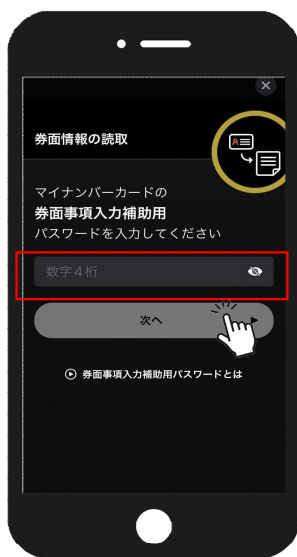 券面情報の読取
マイナンバーカードの
券面事項入力補助用
パスワードを入力してください
数字4桁
次へ
券面事項入力補助用パスワードとは